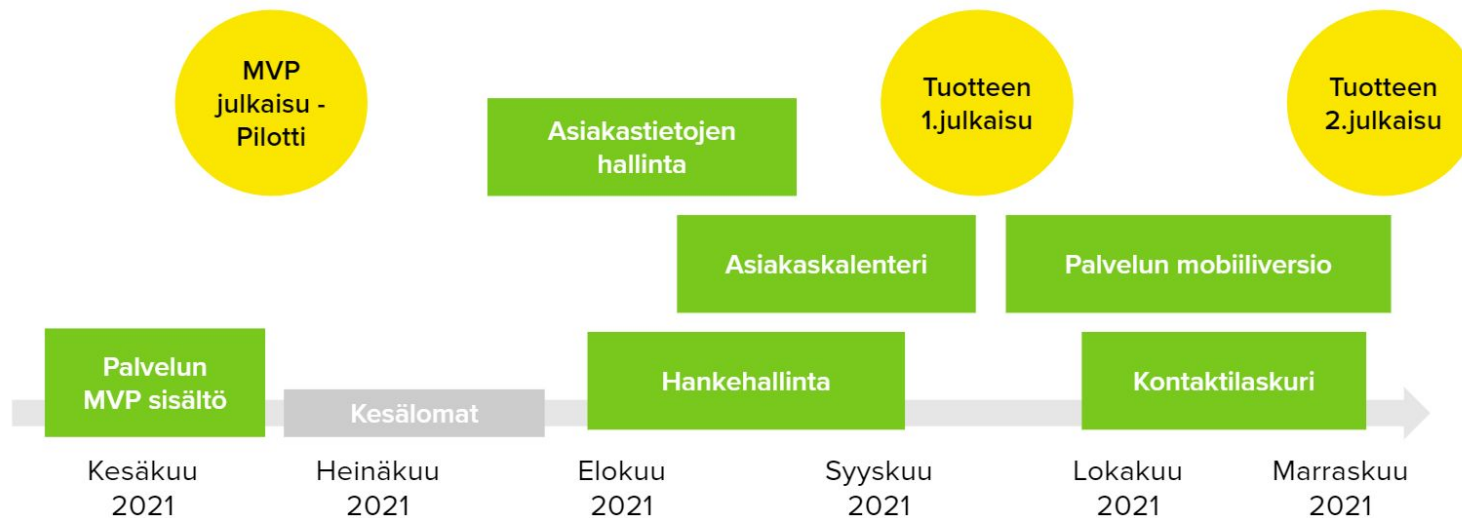 MVP
julkaisu -
Pilotti
Tuotteen
1.julkaisu
Tuotteen
2.julkaisu
Asiakastietojen
hallinta
Asiakaskalenteri
Palvelun mobiiliversio
Palvelun
MVP sisältö
Kesälomat
Hankehallinta
Kontaktilaskuri
Kesäkuu
2021
Heinäkuu
2021
Elokuu
2021
Syyskuu
2021
Lokakuu
2021
Marraskuu
2021